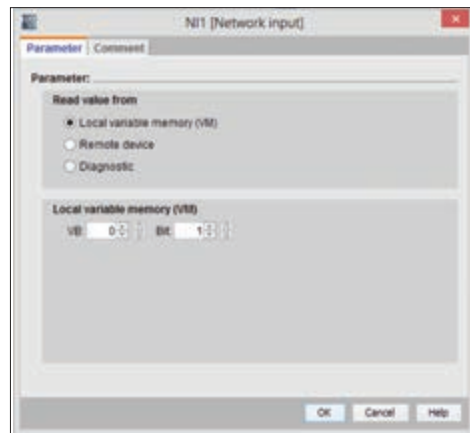 NI1 [Network input]
Parameter Comment
Parameter:
Read value from
Local variable memory (VM)
Remote device
Diagnostic
Local variable memory (VM)
VB 0 Bit 1
OK Cancel Help